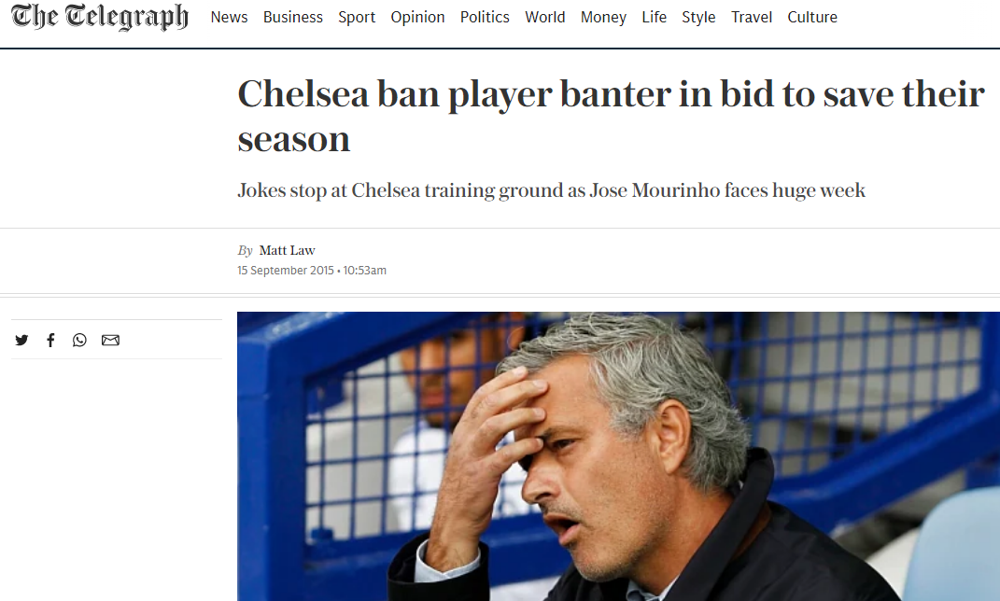 The Telegraph News Business Sport Opinion Politics World Money Life Style Travel Culture
Chelsea ban player banter in bid to save their
season
Jokes stop at Chelsea training ground as Jose Mourinho faces huge week
By Matt Law
15 September 2015 • 10:53am